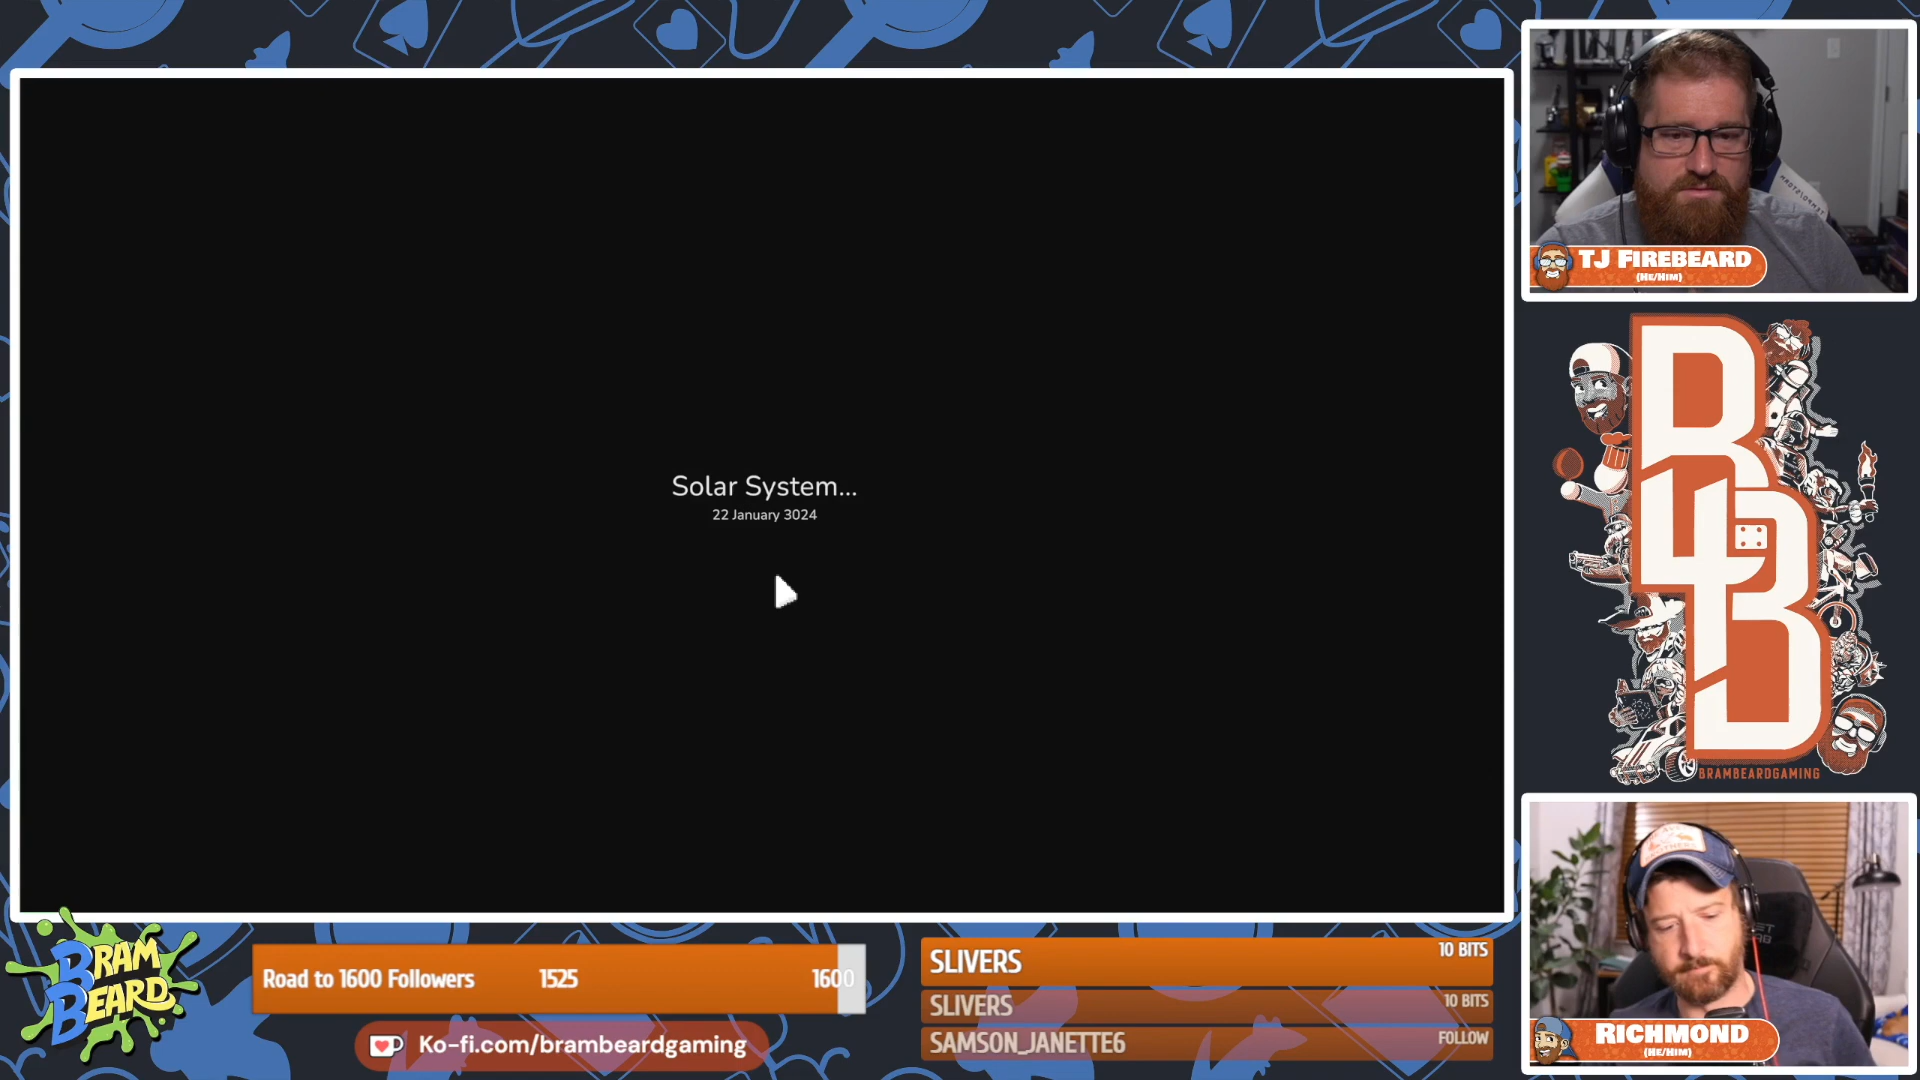 Solar System...
22 January 3024
TJ FIREBEARD
(HE/HIM)
BRAMBEARDGAMING
RICHMOND
(HE/HIM)
BRAM
BEARD
Road to 1600 Followers 1525 1600
Ko-fi.com/brambeardgaming
SLIVERS 10 BITS
SLIVERS 10 BITS
SAMSON_JANETTE6 FOLLOW